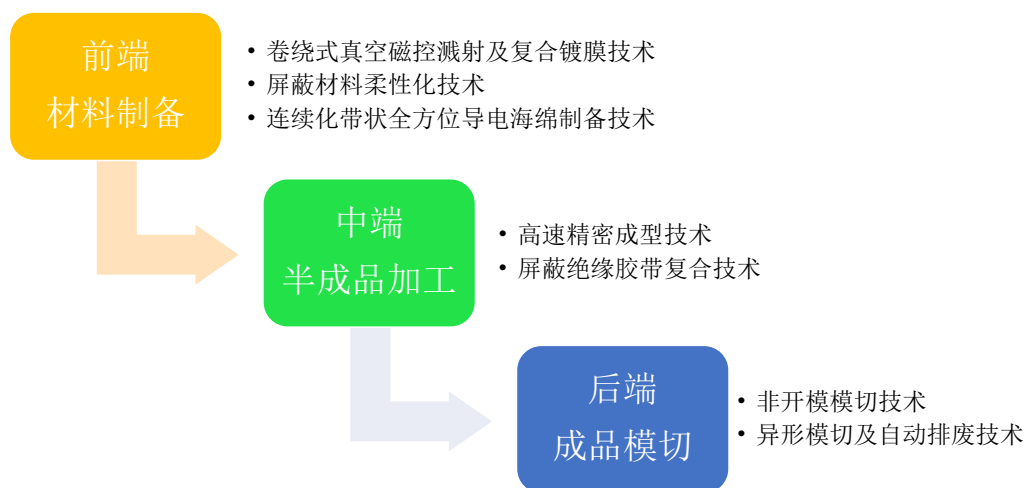 前端
材料制备
• 卷绕式真空磁控溅射及复合镀膜技术
• 屏蔽材料柔性化技术
• 连续化带状全方位导电海绵制备技术
中端
半成品加工
• 高速精密成型技术
• 屏蔽绝缘胶带复合技术
后端
成品模切
• 非开模模切技术
• 异形模切及自动排废技术